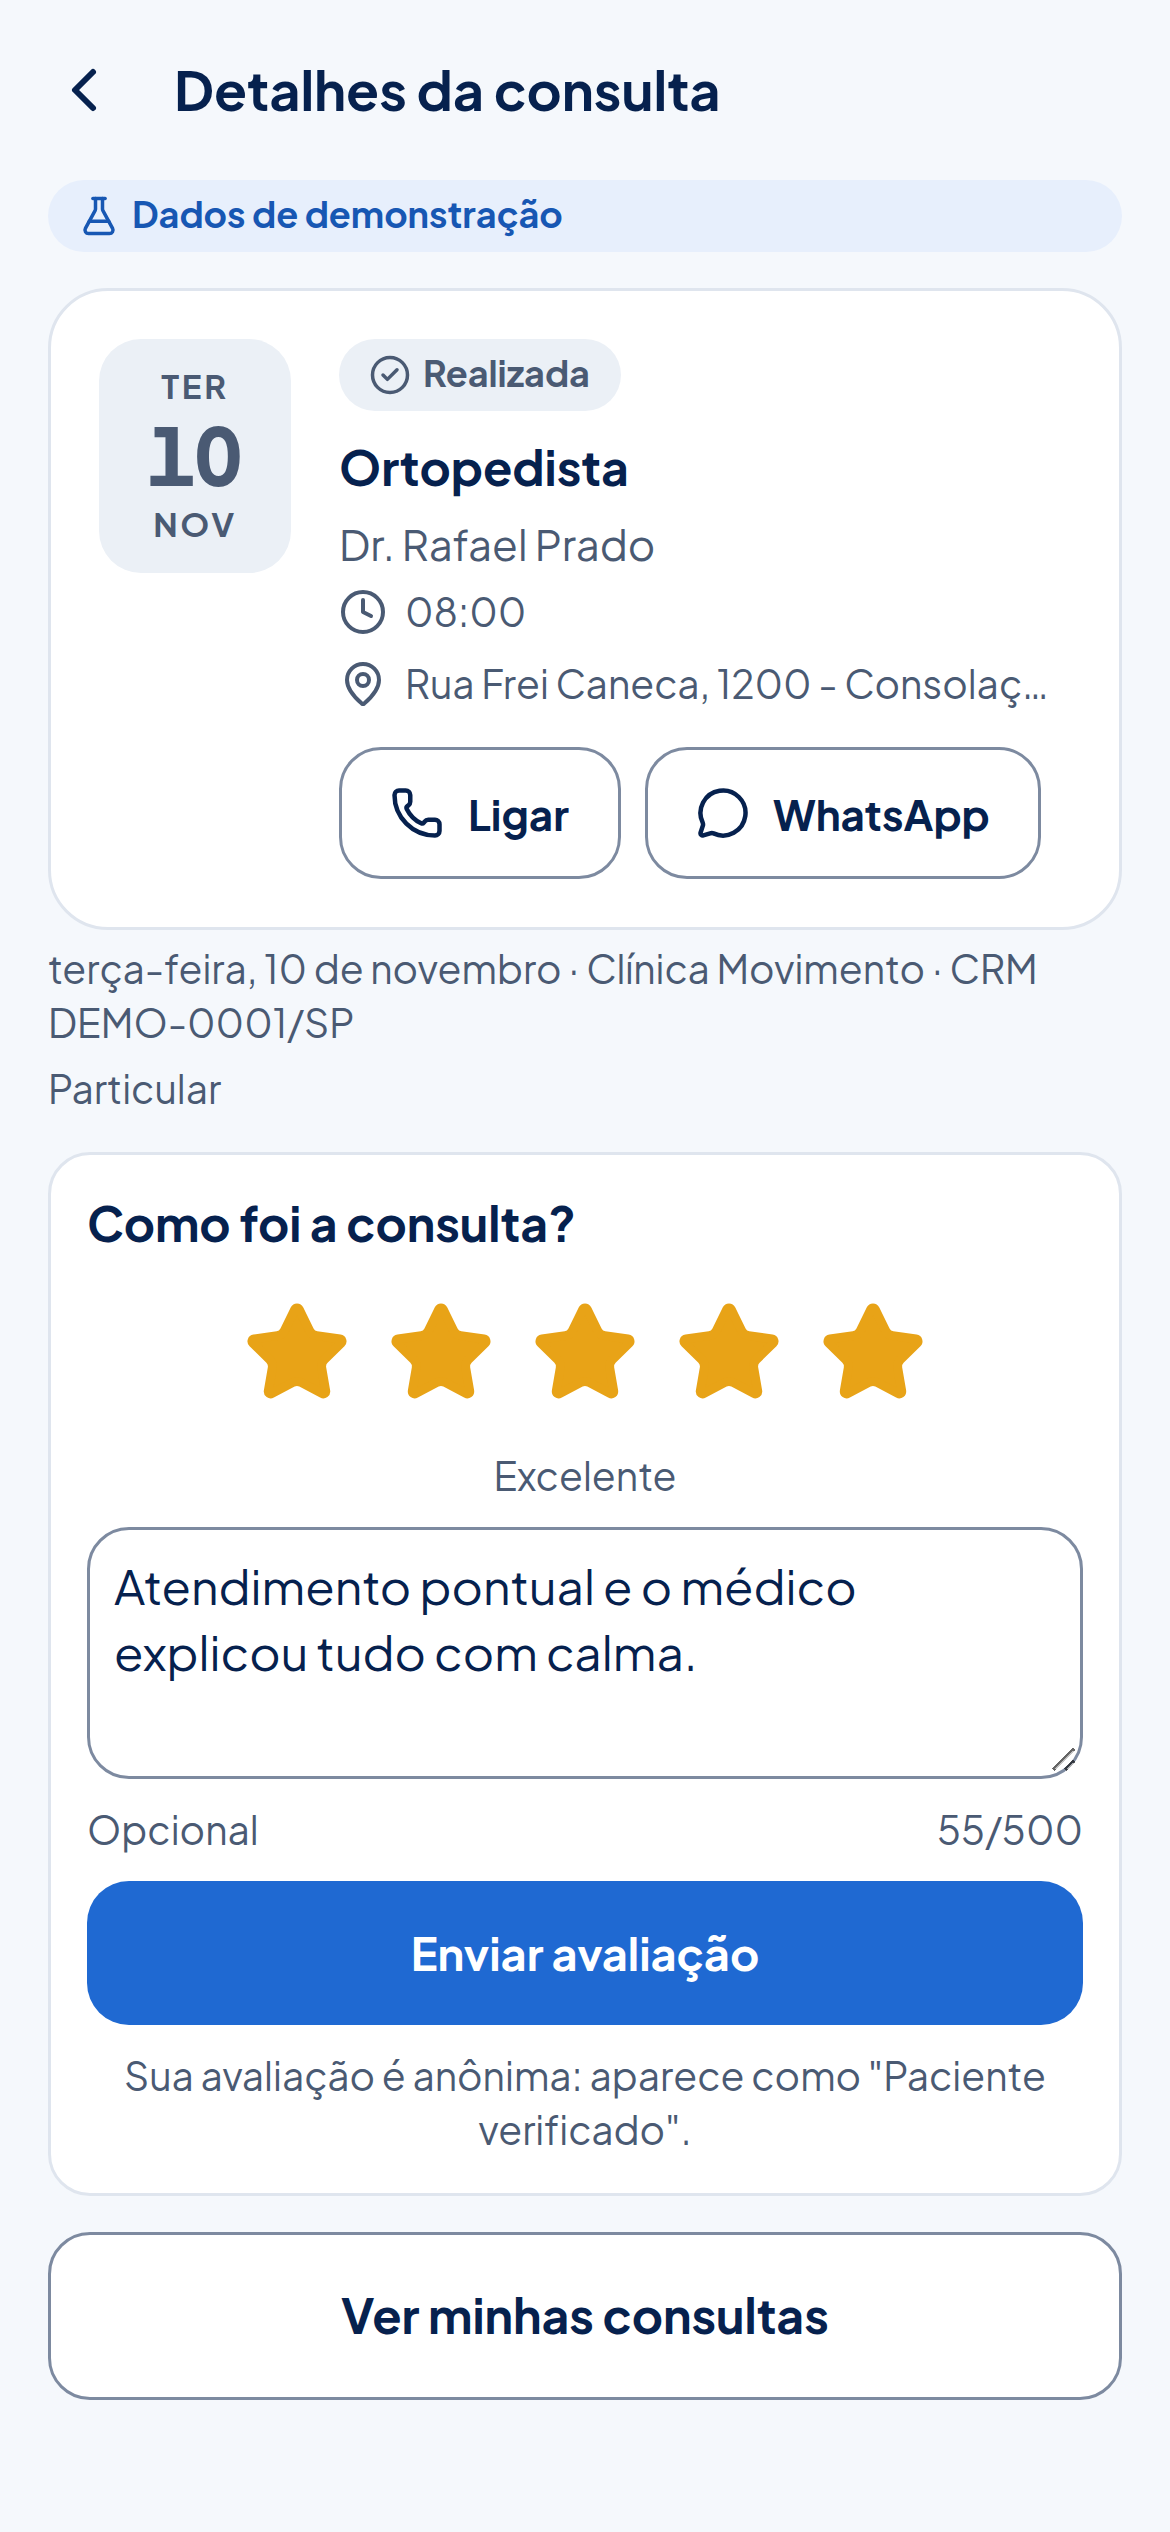 Detalhes da consulta
Dados de demonstração
TER
10
NOV
Realizada
Ortopedista
Dr. Rafael Prado
08:00
Rua Frei Caneca, 1200 - Consolaç...
Ligar
WhatsApp
terça-feira, 10 de novembro · Clínica Movimento · CRM
DEMO-0001/SP
Particular
Como foi a consulta?
Excelente
Atendimento pontual e o médico
explicou tudo com calma.
Opcional
55/500
Enviar avaliação
Sua avaliação é anônima: aparece como "Paciente
verificado".
Ver minhas consultas